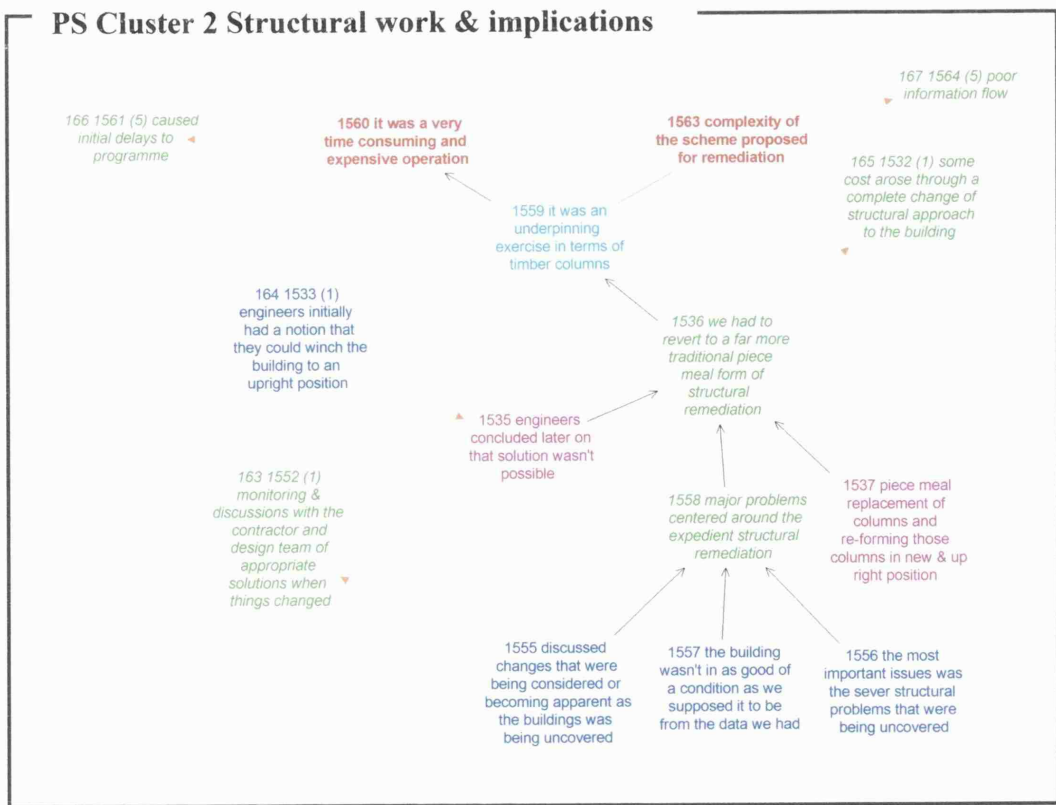 PS Cluster 2 Structural work & implications
167 1564 (5) poor
information flow
166 1561 (5) caused
initial delays to
programme
1560 it was a very
time consuming and
expensive operation
1563 complexity of
the scheme proposed
for remediation
165 1532 (1) some
cost arose through a
complete change of
structural approach
to the building
1559 it was an
underpinning
exercise in terms of
timber columns
164 1533 (1)
engineers initially
had a notion that
they could winch the
building to an
upright position
1536 we had to
revert to a far more
traditional piece
meal form of
structural
remediation
1535 engineers
concluded later on
that solution wasn't
possible
163 1552 (1)
monitoring &
discussions with the
contractor and
design team of
appropriate
solutions when
things changed
1558 major problems
centered around the
expedient structural
remediation
1537 piece meal
replacement of
columns and
re-forming those
columns in new & up
right position
1555 discussed
changes that were
being considered or
becoming apparent as
the buildings was
being uncovered
1557 the building
wasn't in as good of
a condition as we
supposed it to be
from the data we had
1556 the most
important issues was
the sever structural
problems that were
being uncovered